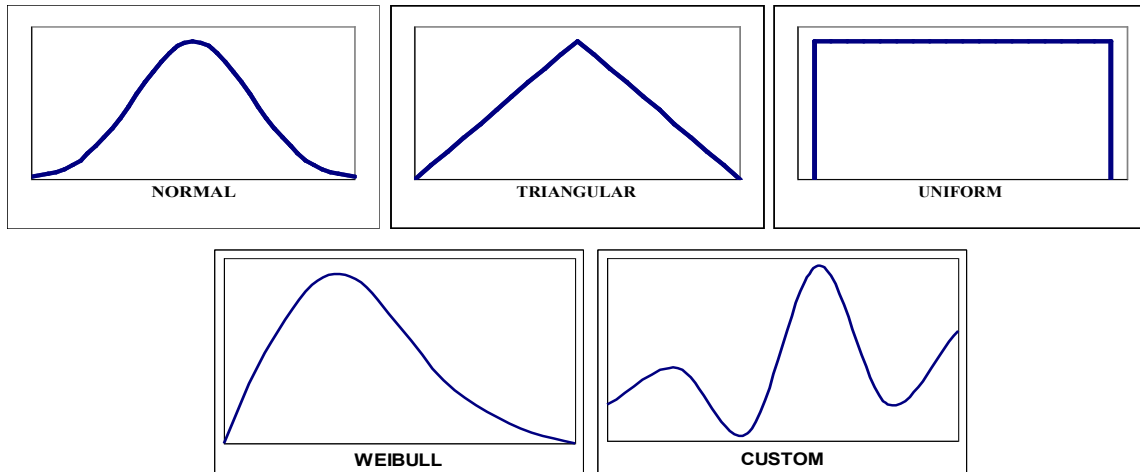 NORMAL
TRIANGULAR
UNIFORM
WEIBULL
CUSTOM